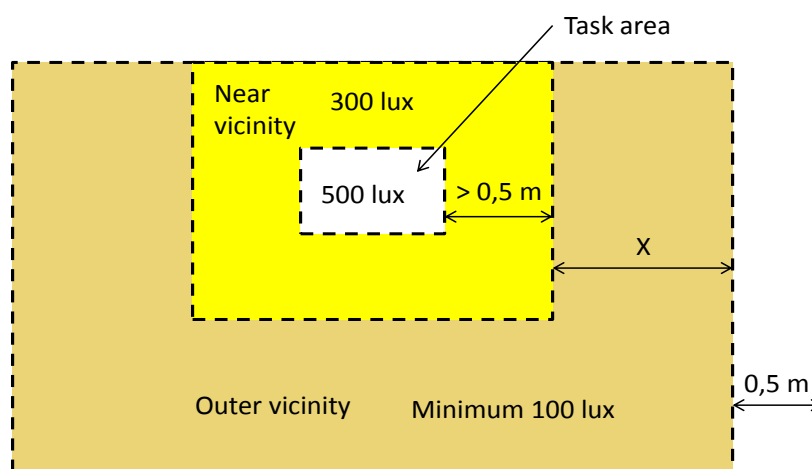 Task area
Near
vicinity
300 lux
500 lux
> 0,5 m
X
0,5 m
Outer vicinity
Minimum 100 lux